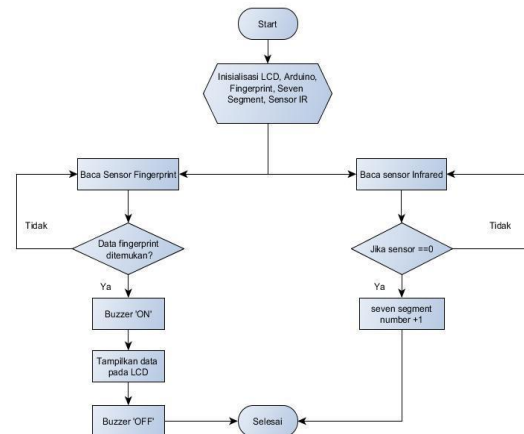 Start
Inisialisasi LCD, Arduino,
Fingerprint, Seven
Segment, Sensor IR
Baca Sensor Fingerprint
Baca sensor Infrared
Tidak
Data fingerprint
ditemukan?
Jika sensor ==0
Tidak
Ya
Ya
Buzzer 'ON'
seven segment
number +1
Tampilkan data
pada LCD
Buzzer 'OFF'
Selesai